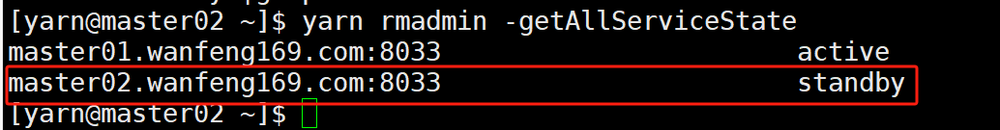 [yarn@master02 ~]$ yarn rmadmin -getAllServiceState
master01.wanfeng169.com:8033 active
master02.wanfeng169.com:8033 standby
[yarn@master02 ~]$